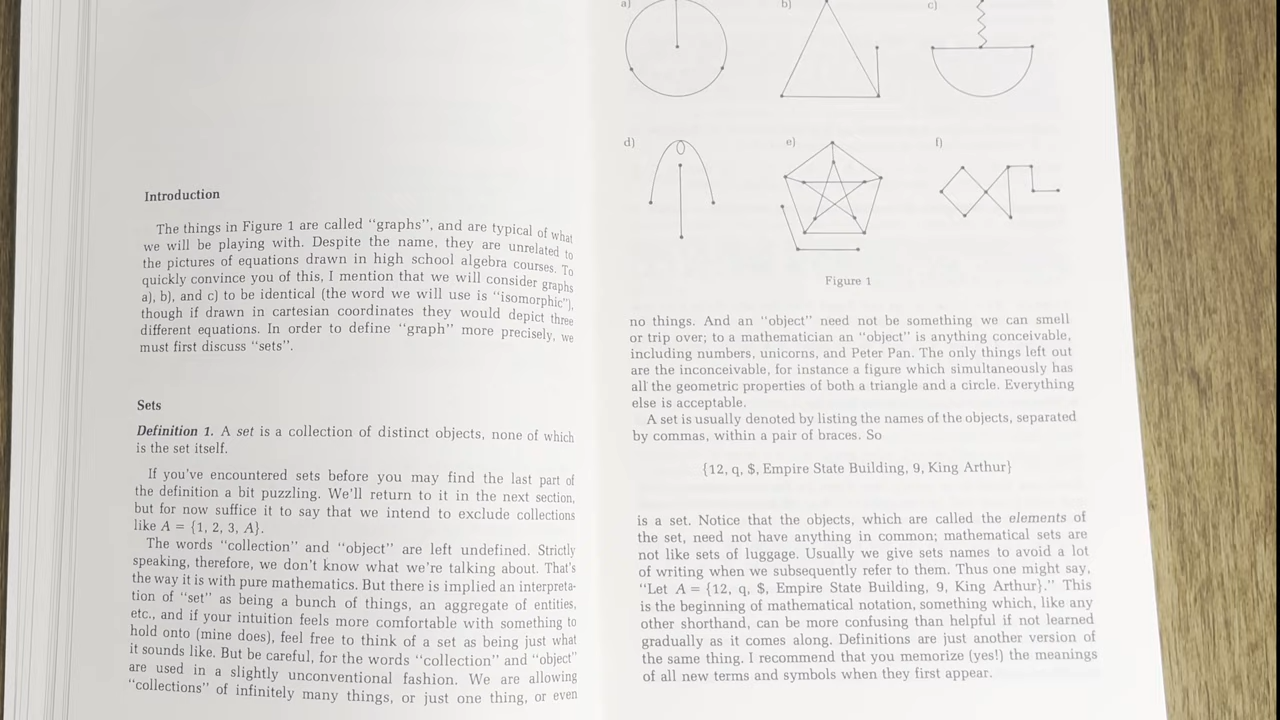 Introduction
The things in Figure 1 are called "graphs", and are typical of what
we will be playing with. Despite the name, they are unrelated to
the pictures of equations drawn in high school algebra courses. To
quickly convince you of this, I mention that we will consider graphs
a), b), and c) to be identical (the word we will use is "isomorphic"),
though if drawn in cartesian coordinates they would depict three
different equations. In order to define "graph" more precisely, we
must first discuss "sets".
Sets
Definition 1. A set is a collection of distinct objects, none of which
is the set itself.
If you've encountered sets before you may find the last part of
the definition a bit puzzling. We'll return to it in the next section,
but for now suffice it to say that we intend to exclude collections
like A = {1, 2, 3, A}.
The words "collection" and "object" are left undefined. Strictly
speaking, therefore, we don't know what we're talking about. That's
the way it is with pure mathematics. But there is implied an interpreta-
tion of "set" as being a bunch of things, an aggregate of entities,
etc., and if your intuition feels more comfortable with something to
hold onto (mine does), feel free to think of a set as being just what
it sounds like. But be careful, for the words "collection" and "object"
are used in a slightly unconventional fashion. We are allowing
"collections" of infinitely many things, or just one thing, or even
a) b) c)
d) e) f)
Figure 1
no things. And an "object" need not be something we can smell
or trip over; to a mathematician an "object" is anything conceivable,
including numbers, unicorns, and Peter Pan. The only things left out
are the inconceivable, for instance a figure which simultaneously has
all the geometric properties of both a triangle and a circle. Everything
else is acceptable.
A set is usually denoted by listing the names of the objects, separated
by commas, within a pair of braces. So
{12, q, $, Empire State Building, 9, King Arthur}
is a set. Notice that the objects, which are called the elements of
the set, need not have anything in common; mathematical sets are
not like sets of luggage. Usually we give sets names to avoid a lot
of writing when we subsequently refer to them. Thus one might say,
"Let A = {12, q, $, Empire State Building, 9, King Arthur}." This
is the beginning of mathematical notation, something which, like any
other shorthand, can be more confusing than helpful if not learned
gradually as it comes along. Definitions are just another version of
the same thing. I recommend that you memorize (yes!) the meanings
of all new terms and symbols when they first appear.